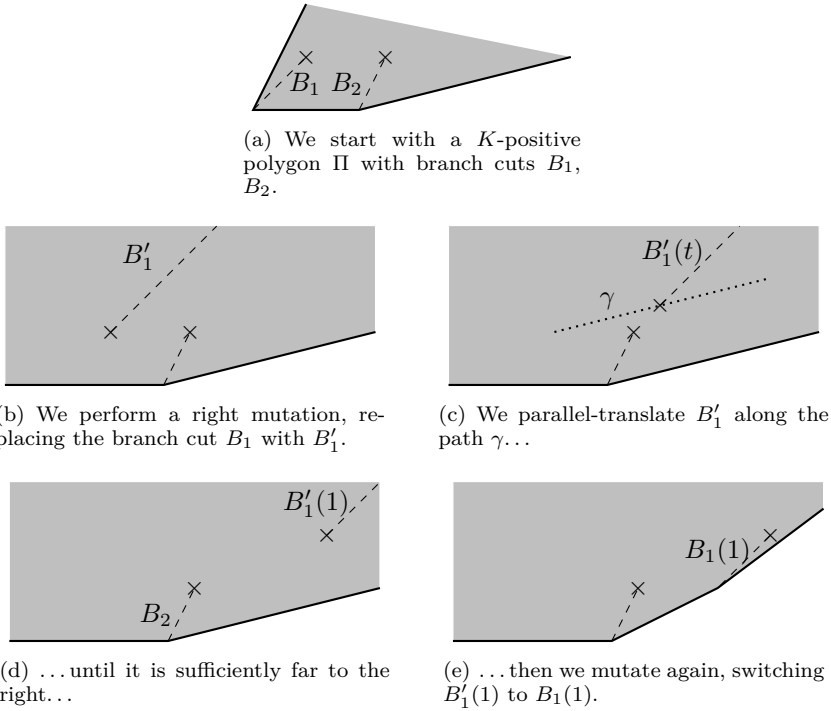 B₁ B₂
(a) We start with a K-positive
polygon Π with branch cuts B₁,
B₂.
B′₁
B′₁(t)
γ
(b) We perform a right mutation, re-
placing the branch cut B₁ with B′₁.
(c) We parallel-translate B′₁ along the
path γ...
B′₁(1)
B₂
B₁(1)
(d) ...until it is sufficiently far to the
right...
(e) ...then we mutate again, switching
B′₁(1) to B₁(1).